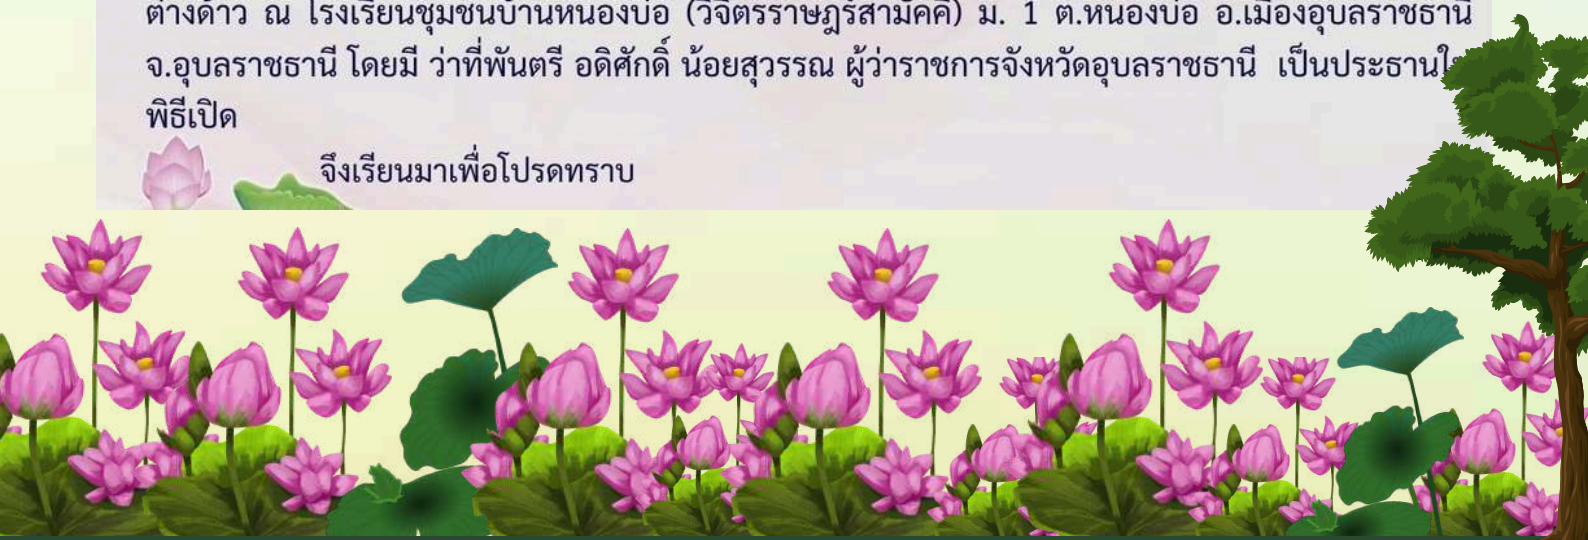 ต่างด้าว ณ โรงเรียนชุมชนบ้านหนองบ่อ (วิจิตรราษฎร์สามัคคี) ม. 1 ต.หนองบ่อ อ.เมืองอุบลราชธานี
จ.อุบลราชธานี โดยมี ว่าที่พันตรี อดิศักดิ์ น้อยสุวรรณ ผู้ว่าราชการจังหวัดอุบลราชธานี เป็นประธานใน
พิธีเปิด
จึงเรียนมาเพื่อโปรดทราบ